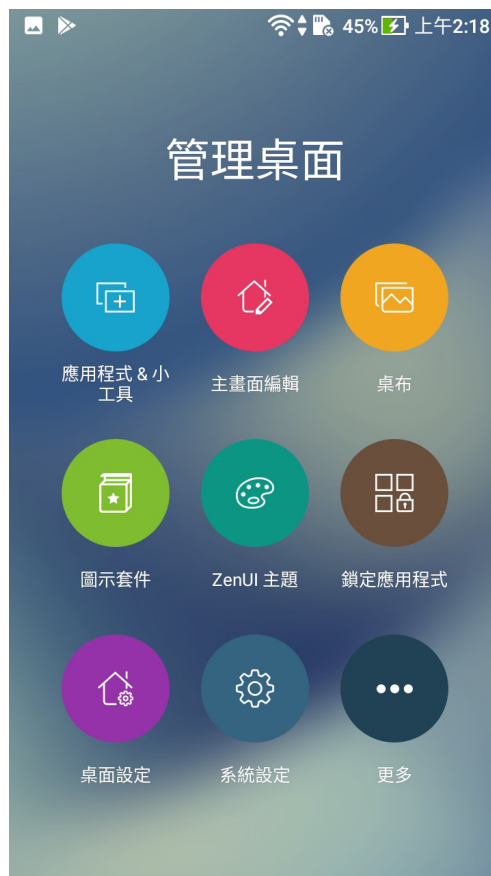 45% 上午2:18
管理桌面
應用程式 & 小
工具
主畫面編輯
桌布
圖示套件
ZenUI 主題
鎖定應用程式
桌面設定
系統設定
更多